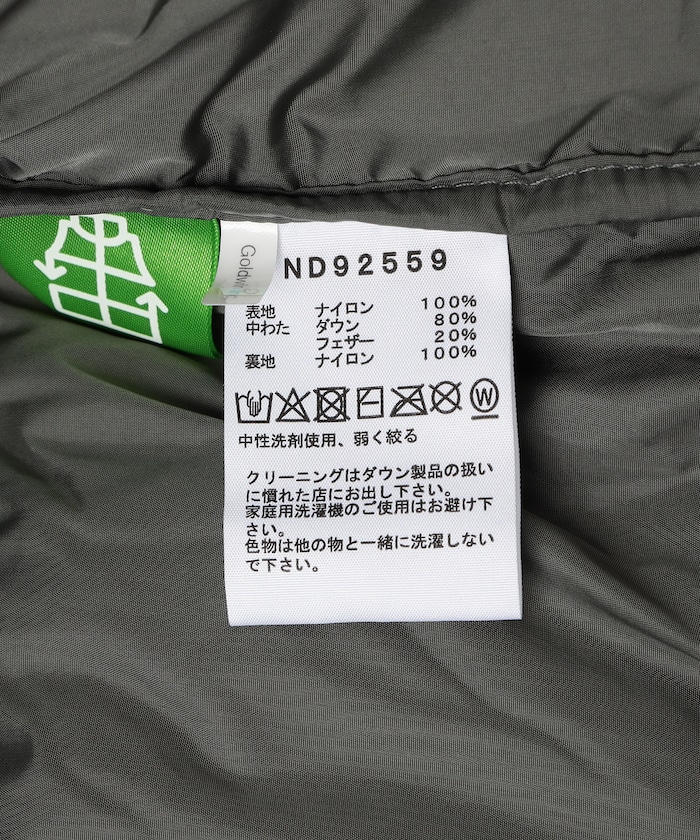 Goldwi
ND92559
表地 ナイロン 100%
中わた ダウン 80%
フェザー 20%
裏地 ナイロン 100%
W
中性洗剤使用、弱く絞る
クリーニングはダウン製品の扱い
に慣れた店にお出し下さい。
家庭用洗濯機のご使用はお避け下
さい。
色物は他の物と一緒に洗濯しない
で下さい。